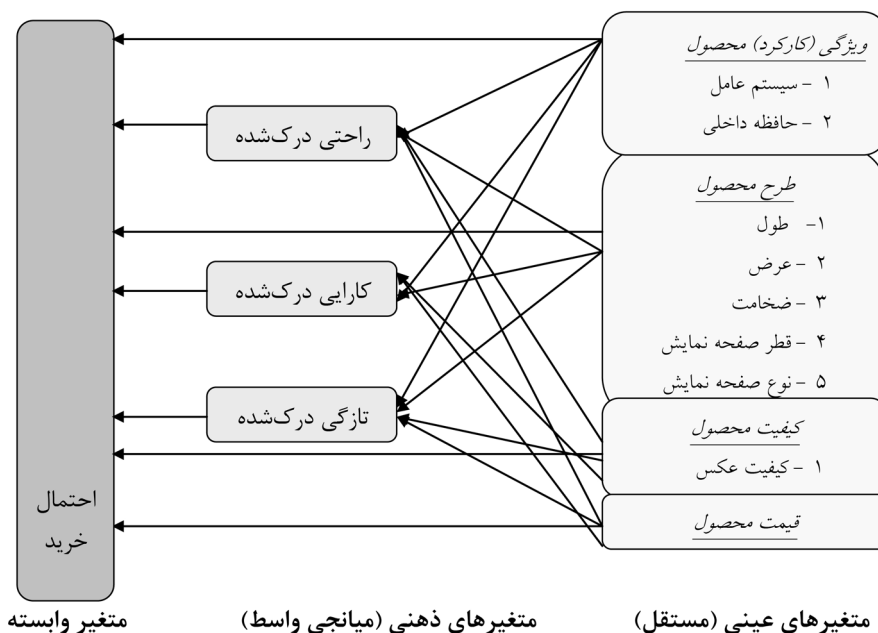 ویژگی (کارکرد) محصول
۱ - سیستم عامل
۲ - حافظه داخلی
طرح محصول
۱- طول
۲ - عرض
۳ - ضخامت
۴ - قطر صفحه نمایش
۵ - نوع صفحه نمایش
کیفیت محصول
۱ - کیفیت عکس
قیمت محصول
راحتی درک‌شده
کارایی درک‌شده
تازگی درک‌شده
احتمال
خرید
متغیرهای عینی (مستقل)
متغیرهای ذهنی (میانجی واسط)
متغیر وابسته